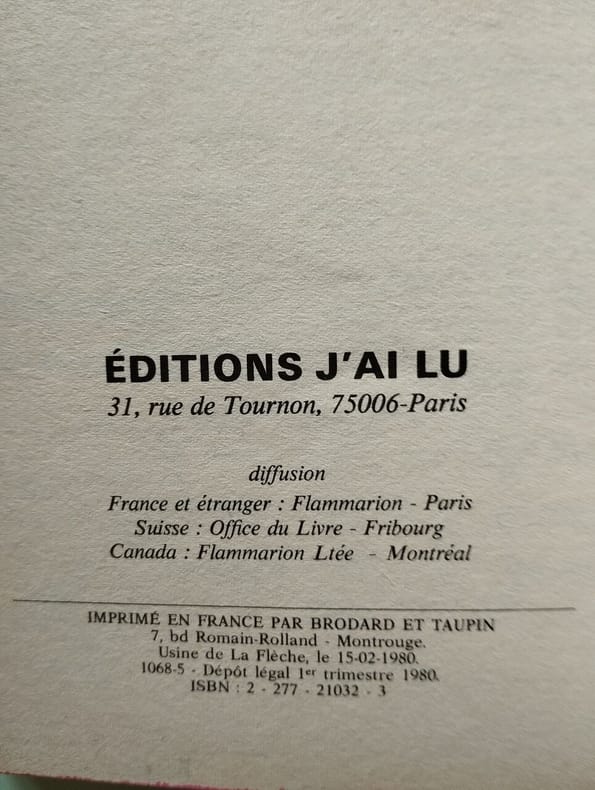 ÉDITIONS J'AI LU
31, rue de Tournon, 75006-Paris
diffusion
France et étranger : Flammarion - Paris
Suisse : Office du Livre - Fribourg
Canada : Flammarion Ltée - Montréal
IMPRIMÉ EN FRANCE PAR BRODARD ET TAUPIN
7, bd Romain-Rolland - Montrouge.
Usine de La Flèche, le 15-02-1980.
1068-5 - Dépôt légal 1er trimestre 1980.
ISBN : 2 - 277 - 21032 - 3